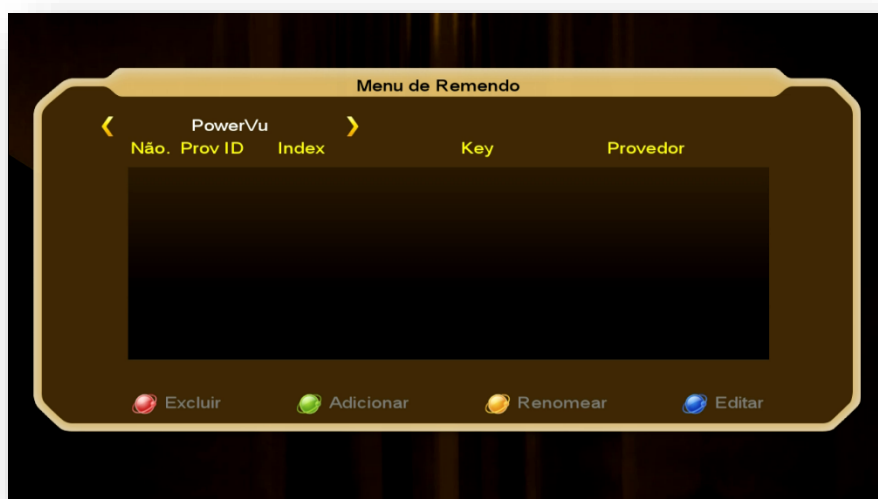 Menu de Remendo
PowerVu
Não. Prov ID Index Key Provedor
Excluir Adicionar Renomear Editar